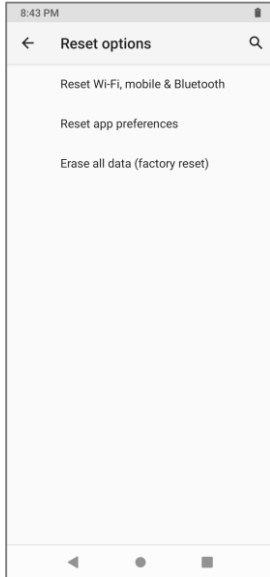 8:43 PM
Reset options
Reset Wi-Fi, mobile & Bluetooth
Reset app preferences
Erase all data (factory reset)